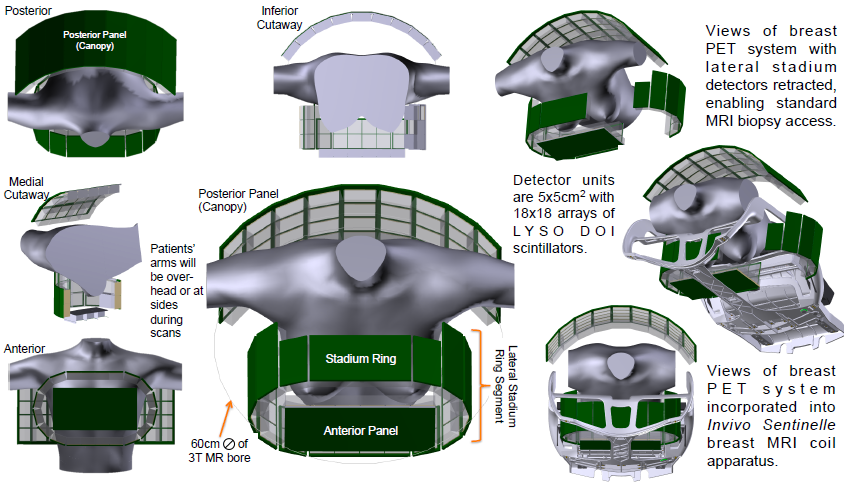 Posterior
Posterior Panel
(Canopy)
Inferior
Cutaway
Views of breast
PET system with
lateral stadium
detectors retracted,
enabling standard
MRI biopsy access.
Medial
Cutaway
Patients'
arms will
be over-
head or at
sides
during
scans
Posterior Panel
(Canopy)
Detector units
are 5x5cm² with
18x18 arrays of
LYSO DOI
scintillators.
Anterior
Stadium Ring
Anterior Panel
Lateral Stadium
Ring Segment
60cm ∅ of
3T MR bore
Views of breast
PET system
incorporated into
Invivo Sentinelle
breast MRI coil
apparatus.